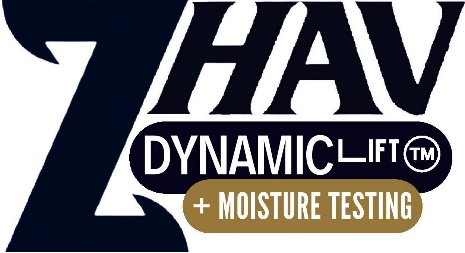 ZHAV
DYNAMIC LIFT TM
+ MOISTURE TESTING